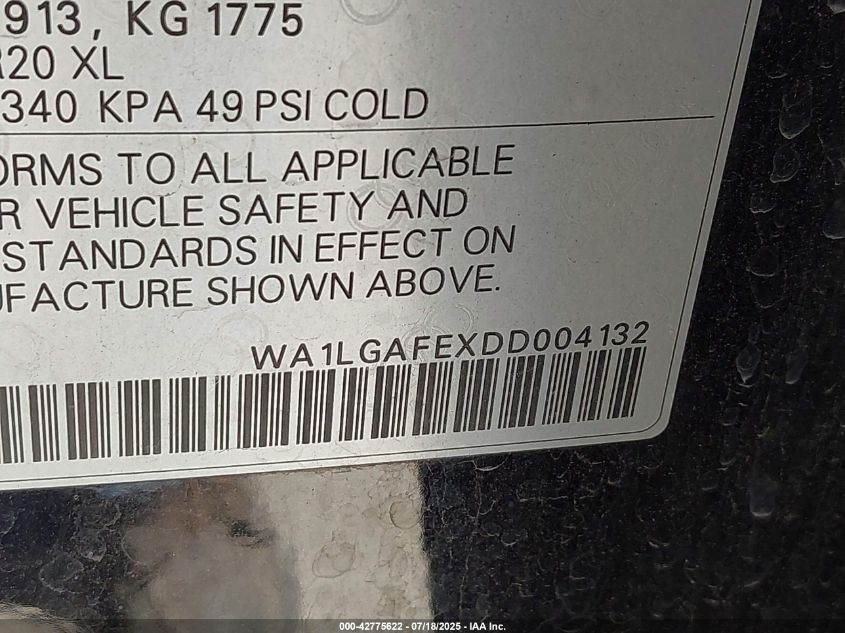 913, KG 1775
R20 XL
340 KPA 49 PSI COLD
ORMS TO ALL APPLICABLE
R VEHICLE SAFETY AND
STANDARDS IN EFFECT ON
UFACTURE SHOWN ABOVE.
WA1LGAFEXDD004132
000-42775622 - 07/18/2025 - IAA Inc.